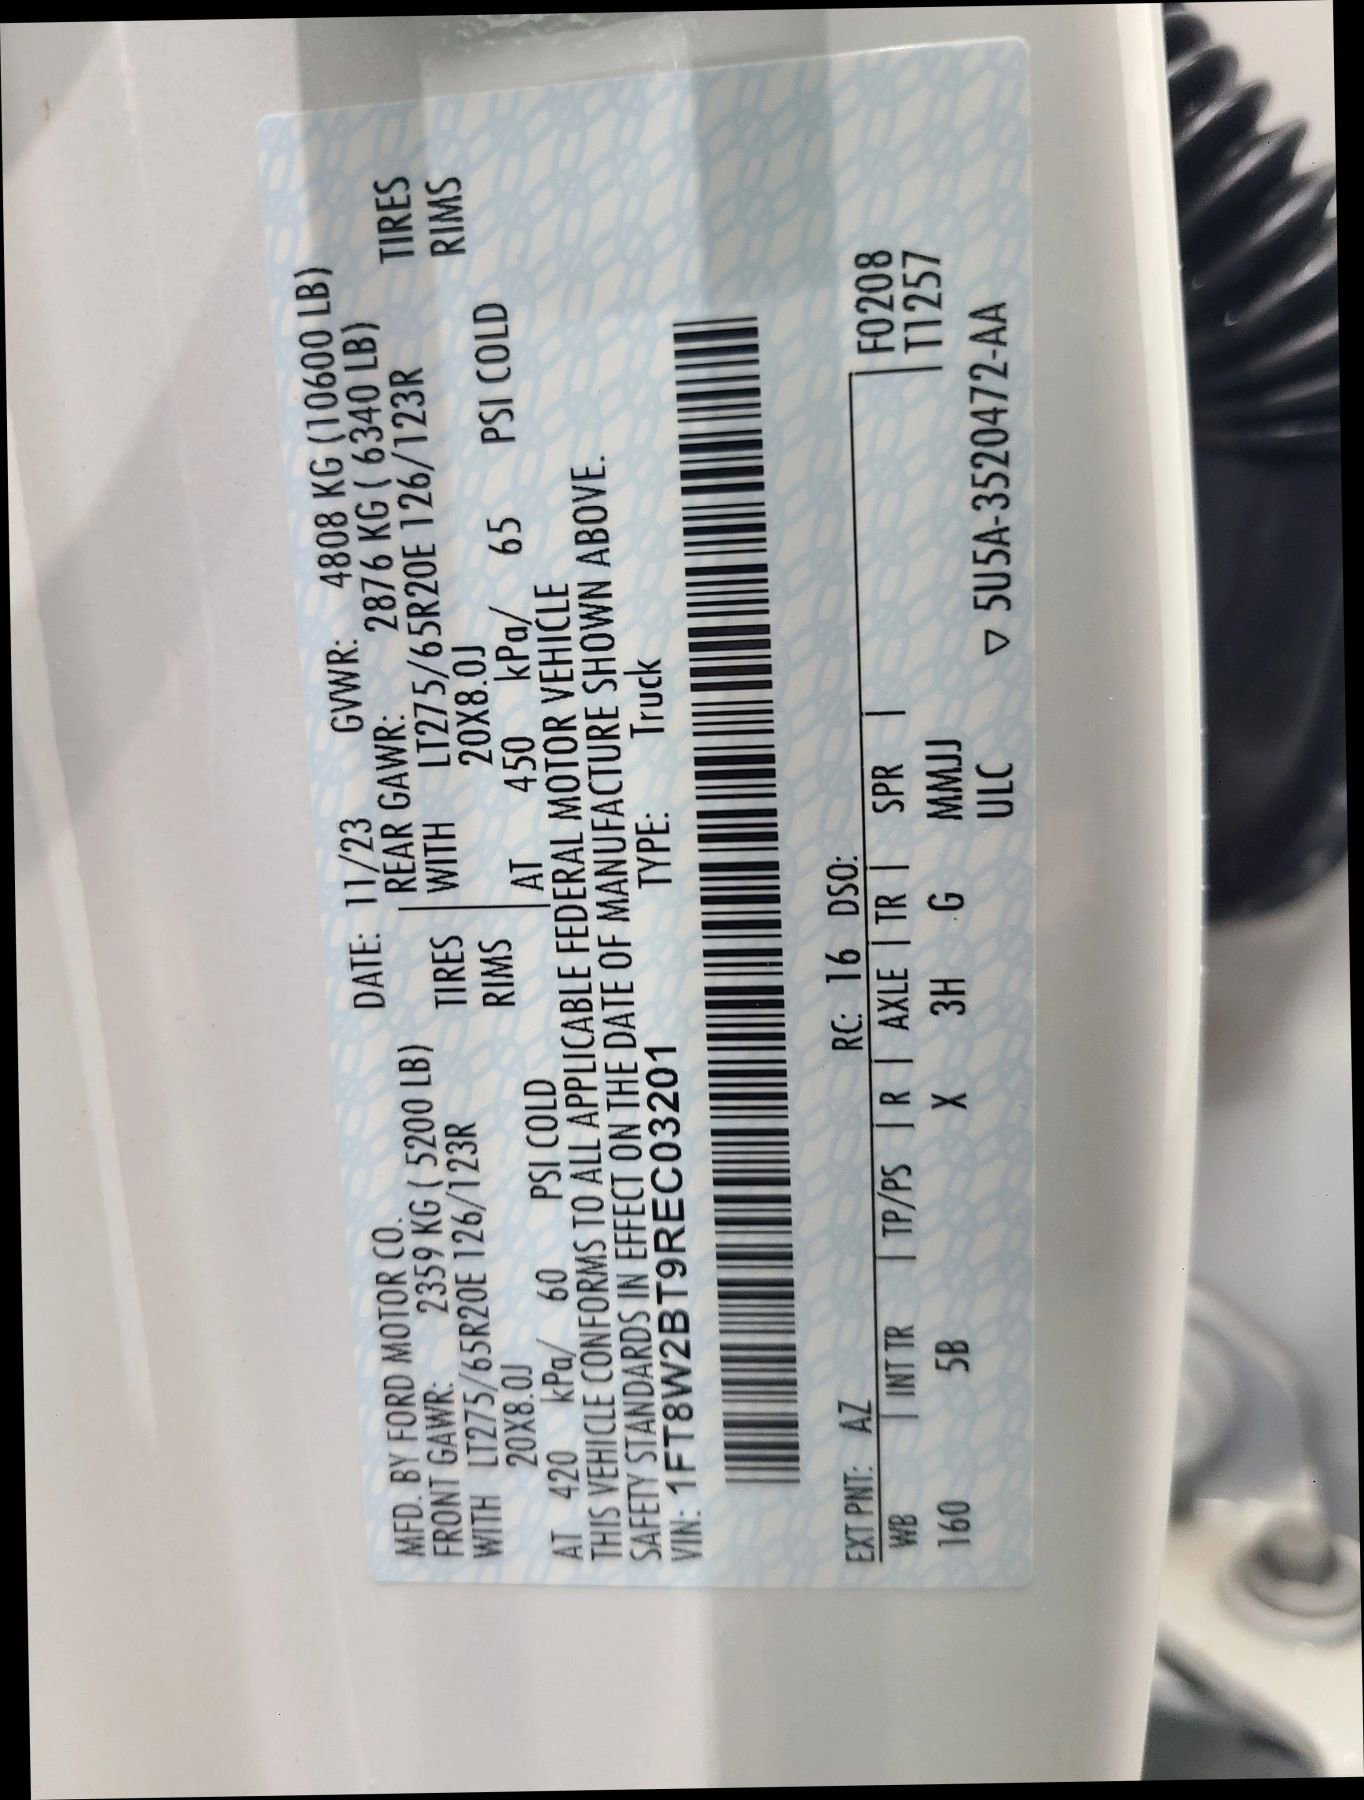 MFD. BY FORD MOTOR CO. DATE: 11/23 GVWR: 4808 KG (10600 LB)
FRONT GAWR: 2359 KG ( 5200 LB) REAR GAWR: 2876 KG ( 6340 LB)
WITH LT275/65R20E 126/123R TIRES WITH LT275/65R20E 126/123R TIRES
20X8.0J RIMS 20X8.0J RIMS
AT 420 kPa/ 60 PSI COLD AT 450 kPa/ 65 PSI COLD
THIS VEHICLE CONFORMS TO ALL APPLICABLE FEDERAL MOTOR VEHICLE
SAFETY STANDARDS IN EFFECT ON THE DATE OF MANUFACTURE SHOWN ABOVE.
VIN: 1FT8W2BT9REC03201 TYPE: Truck
EXT PNT: AZ RC: 16 DSO: F0208
WB | INT TR | TP/PS | R | AXLE | TR | SPR | T1257
160 5B X 3H G MMJJ
ULC ▽ 5U5A-3520472-AA